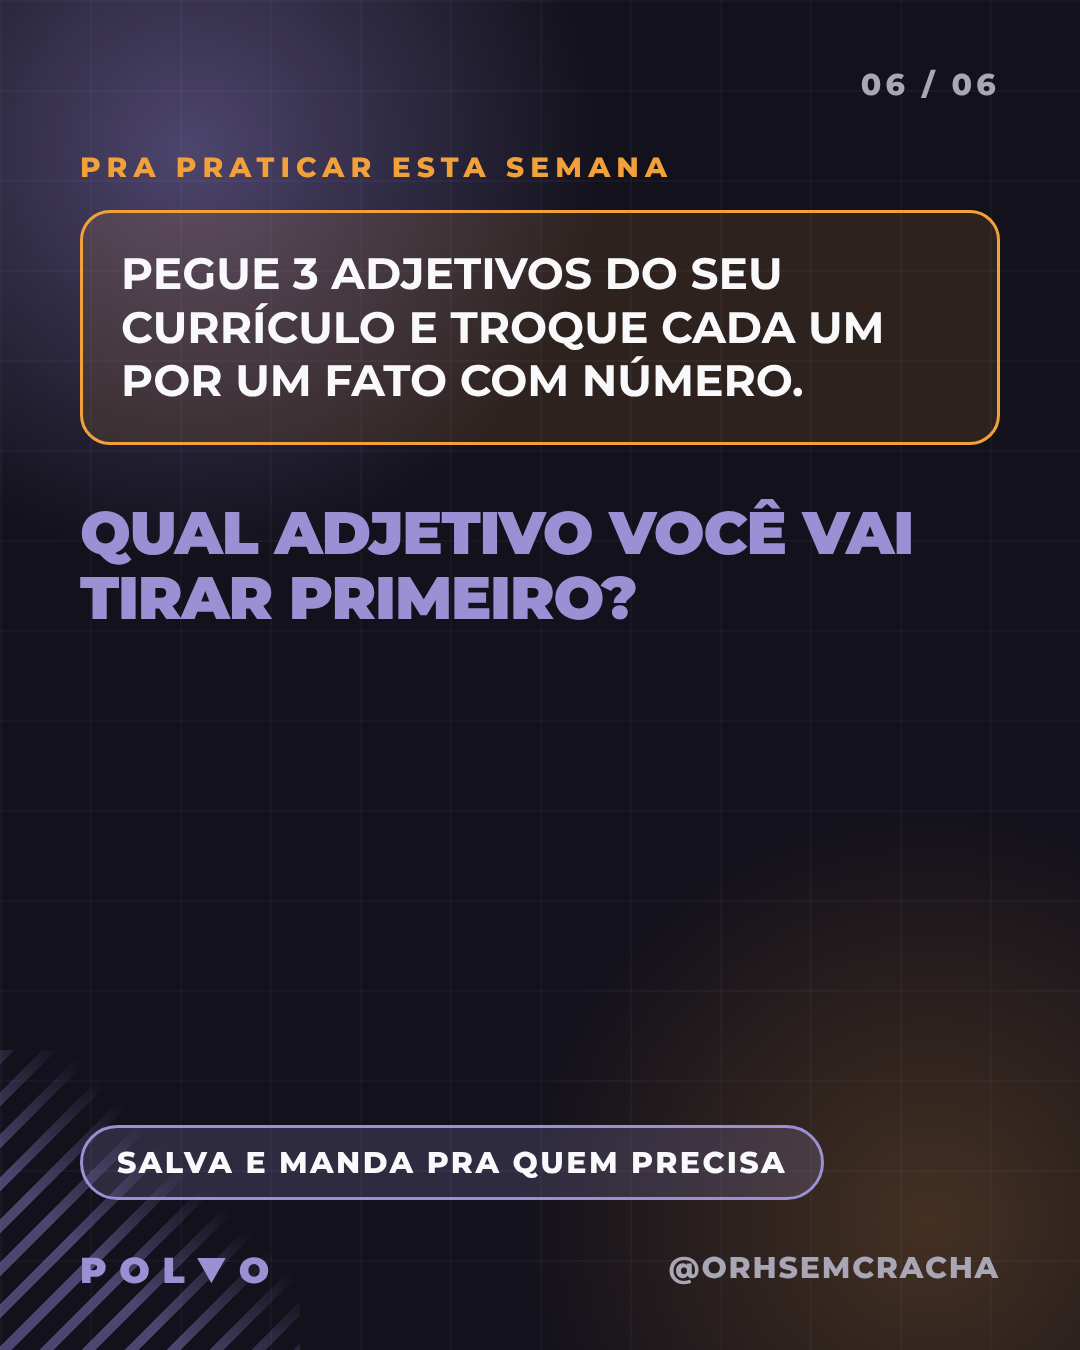 06 / 06
PRA PRATICAR ESTA SEMANA
PEGUE 3 ADJETIVOS DO SEU
CURRÍCULO E TROQUE CADA UM
POR UM FATO COM NÚMERO.
QUAL ADJETIVO VOCÊ VAI
TIRAR PRIMEIRO?
SALVA E MANDA PRA QUEM PRECISA
POL▼O
@ORHSEMCRACHA